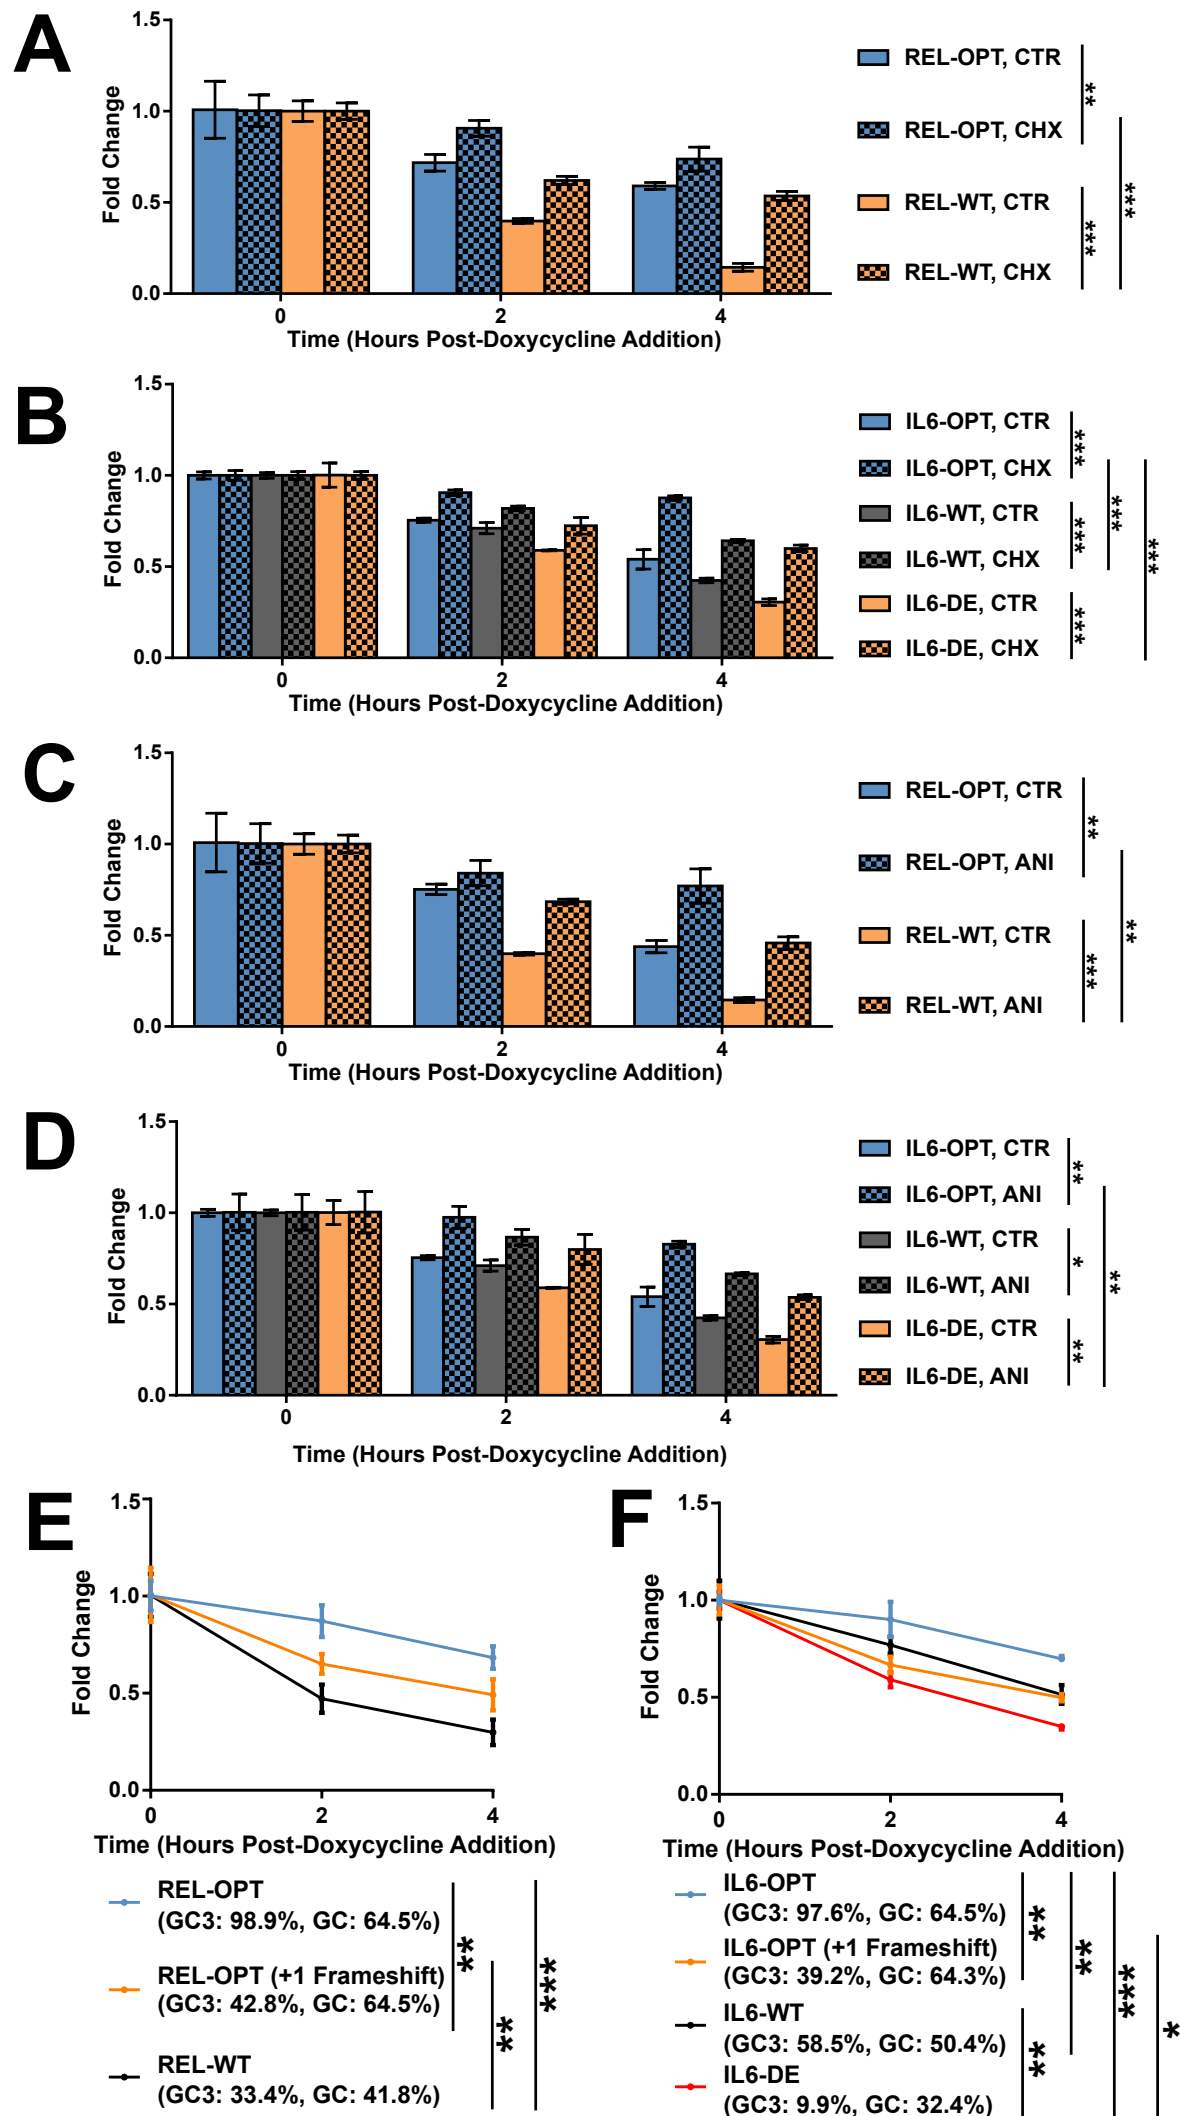 A
1.5
1.0
0.5
0.0
Fold Change
0
2
4
Time (Hours Post-Doxycycline Addition)
REL-OPT, CTR
REL-OPT, CHX
REL-WT, CTR
REL-WT, CHX
**
***
***
B
1.5
1.0
0.5
0.0
Fold Change
0
2
4
Time (Hours Post-Doxycycline Addition)
IL6-OPT, CTR
IL6-OPT, CHX
IL6-WT, CTR
IL6-WT, CHX
IL6-DE, CTR
IL6-DE, CHX
***
***
***
***
***
C
1.5
1.0
0.5
0.0
Fold Change
0
2
4
Time (Hours Post-Doxycycline Addition)
REL-OPT, CTR
REL-OPT, ANI
REL-WT, CTR
REL-WT, ANI
**
***
**
D
1.5
1.0
0.5
0.0
Fold Change
0
2
4
Time (Hours Post-Doxycycline Addition)
IL6-OPT, CTR
IL6-OPT, ANI
IL6-WT, CTR
IL6-WT, ANI
IL6-DE, CTR
IL6-DE, ANI
**
*
**
**
E
1.5
1.0
0.5
0.0
Fold Change
0
2
4
Time (Hours Post-Doxycycline Addition)
REL-OPT
(GC3: 98.9%, GC: 64.5%)
REL-OPT (+1 Frameshift)
(GC3: 42.8%, GC: 64.5%)
REL-WT
(GC3: 33.4%, GC: 41.8%)
**
**
***
F
1.5
1.0
0.5
0.0
Fold Change
0
2
4
Time (Hours Post-Doxycycline Addition)
IL6-OPT
(GC3: 97.6%, GC: 64.5%)
IL6-OPT (+1 Frameshift)
(GC3: 39.2%, GC: 64.3%)
IL6-WT
(GC3: 58.5%, GC: 50.4%)
IL6-DE
(GC3: 9.9%, GC: 32.4%)
**
**
**
***
*